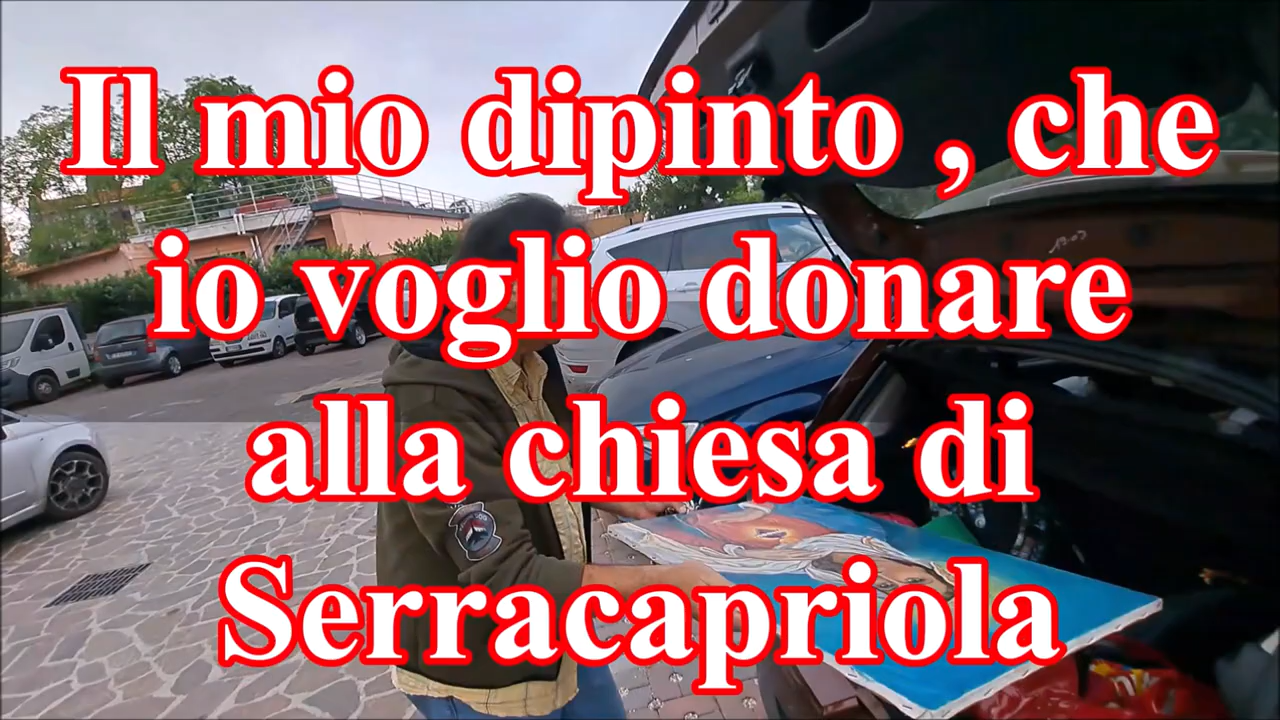 Il mio dipinto , che
io voglio donare
alla chiesa di
Serracapriola